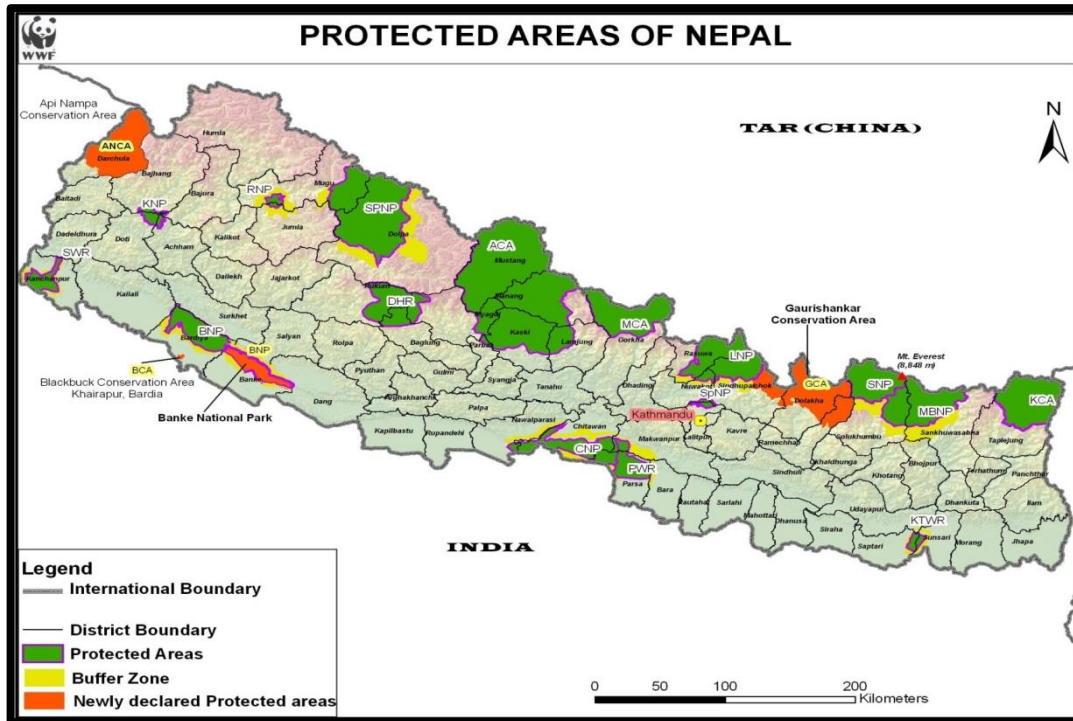 WWF
PROTECTED AREAS OF NEPAL
TAR (CHINA)
N
Api Nampa
Conservation Area
ANCA
Darchula
Humla
Bajhang
Mugu
Baitadi
Bajura
RNP
KNP
SPNP
Dolpa
Dadeldhura
Doti
Jumla
Kalikot
Achham
SWR
Kanchanpur
ACA
Mustang
Dailekh
Jajarkot
Kailali
Rukum
Manang
DHR
Myagdi
Kaski
Surkhet
Gaurishankar
Conservation Area
MCA
Gorkha
BNP
Bardiya
Salyan
Rolpa
Baglung
Parbat
Lamjung
Rasuwa
LNP
Mt. Everest
(8,848 m)
BNP
BCA
Blackbuck Conservation Area
Khairapur, Bardia
Banke
Pyuthan
Gulmi
Syangja
Tanahu
Dhading
Nuwakot
Sindhupalchok
GCA
Dolakha
SNP
MBNP
KCA
SpNP
Banke National Park
Dang
Arghakhanchi
Palpa
Nawalparasi
Kathmandu
Solukhumbu
Sankhuwasabha
Taplejung
Kapilbastu
Rupandehi
Chitawan
Makwanpur
Lalitpur
Kavre
Ramechhap
CNP
PWR
Parsa
Bara
Rautahat
Sarlahi
Mahottari
Dhanusa
Siraha
Saptari
Sindhuli
Okhaldhunga
Khotang
Bhojpur
Terhathum
Panchther
Udayapur
Dhankuta
Ilam
KTWR
Sunsari
Morang
Jhapa
INDIA
Legend
International Boundary
District Boundary
Protected Areas
Buffer Zone
Newly declared Protected areas
0 50 100 200
Kilometers